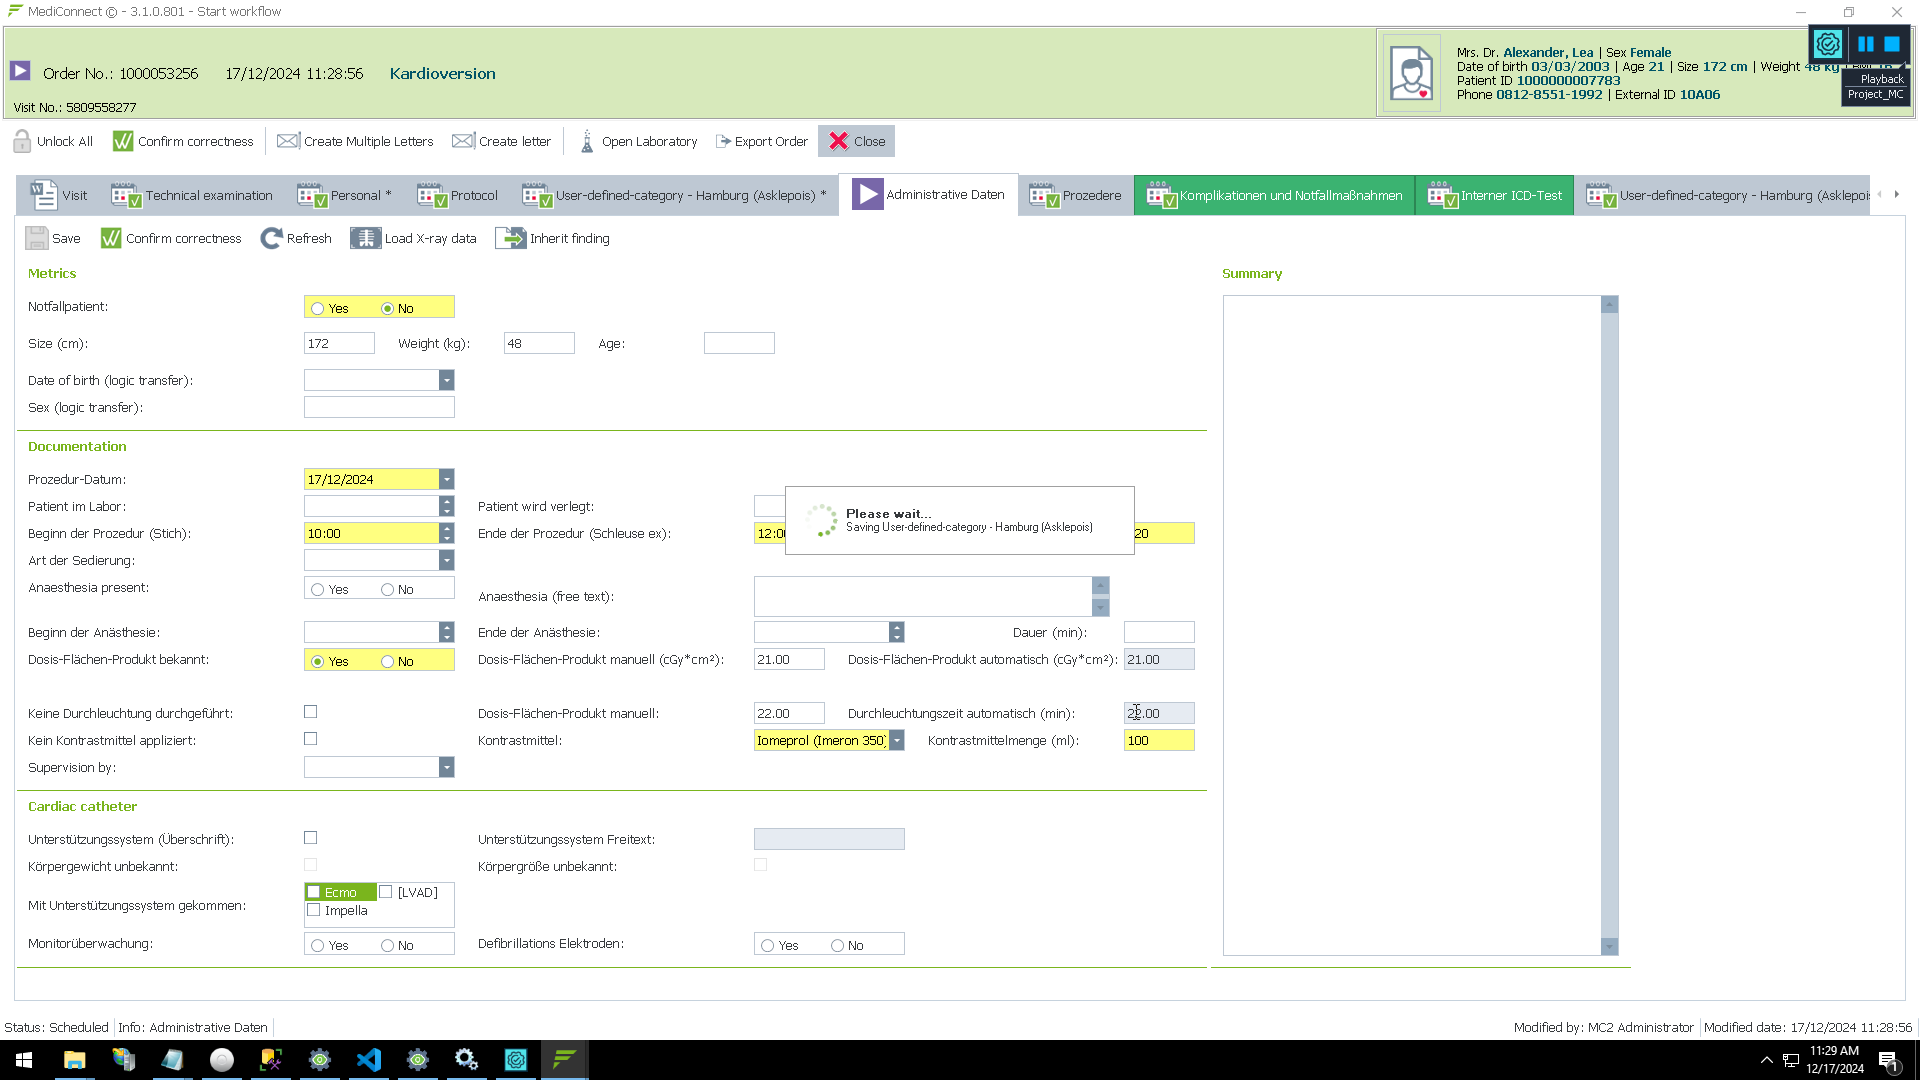 MediConnect © - 3.1.0.801 - Start workflow
Order No.: 1000053256 17/12/2024 11:28:56 Kardioversion
Visit No.: 5809558277
Mrs. Dr. Alexander, Lea | Sex Female
Date of birth 03/03/2003 | Age 21 | Size 172 cm | Weight 48 kg
Patient ID 1000000007783
Phone 0812-8551-1992 | External ID 10A06
Playback
Project_MC
Unlock All Confirm correctness Create Multiple Letters Create letter Open Laboratory Export Order Close
Visit Technical examination Personal * Protocol User-defined-category - Hamburg (Asklepois) * Administrative Daten Prozedere Komplikationen und Notfallmaßnahmen Interner ICD-Test User-defined-category - Hamburg (Asklepois
Save Confirm correctness Refresh Load X-ray data Inherit finding
Metrics Summary
Notfallpatient: Yes No
Size (cm): 172 Weight (kg): 48 Age:
Date of birth (logic transfer):
Sex (logic transfer):
Documentation
Prozedur-Datum: 17/12/2024
Patient im Labor: Patient wird verlegt:
Beginn der Prozedur (Stich): 10:00 Ende der Prozedur (Schleuse ex): 12:00 20
Please wait...
Saving User-defined-category - Hamburg (Asklepois)
Art der Sedierung:
Anaesthesia present: Yes No Anaesthesia (free text):
Beginn der Anästhesie: Ende der Anästhesie: Dauer (min):
Dosis-Flächen-Produkt bekannt: Yes No Dosis-Flächen-Produkt manuell (cGy*cm²): 21.00 Dosis-Flächen-Produkt automatisch (cGy*cm²): 21.00
Keine Durchleuchtung durchgeführt: Dosis-Flächen-Produkt manuell: 22.00 Durchleuchtungszeit automatisch (min): 22.00
Kein Kontrastmittel appliziert: Kontrastmittel: Iomeprol (Imeron 350) Kontrastmittelmenge (ml): 100
Supervision by:
Cardiac catheter
Unterstützungssystem (Überschrift): Unterstützungssystem Freitext:
Körpergewicht unbekannt: Körpergröße unbekannt:
Mit Unterstützungssystem gekommen: Ecmo [LVAD]
Impella
Monitorüberwachung: Yes No Defibrillations Elektroden: Yes No
Status: Scheduled Info: Administrative Daten Modified by: MC2 Administrator Modified date: 17/12/2024 11:28:56
11:29 AM
12/17/2024
1